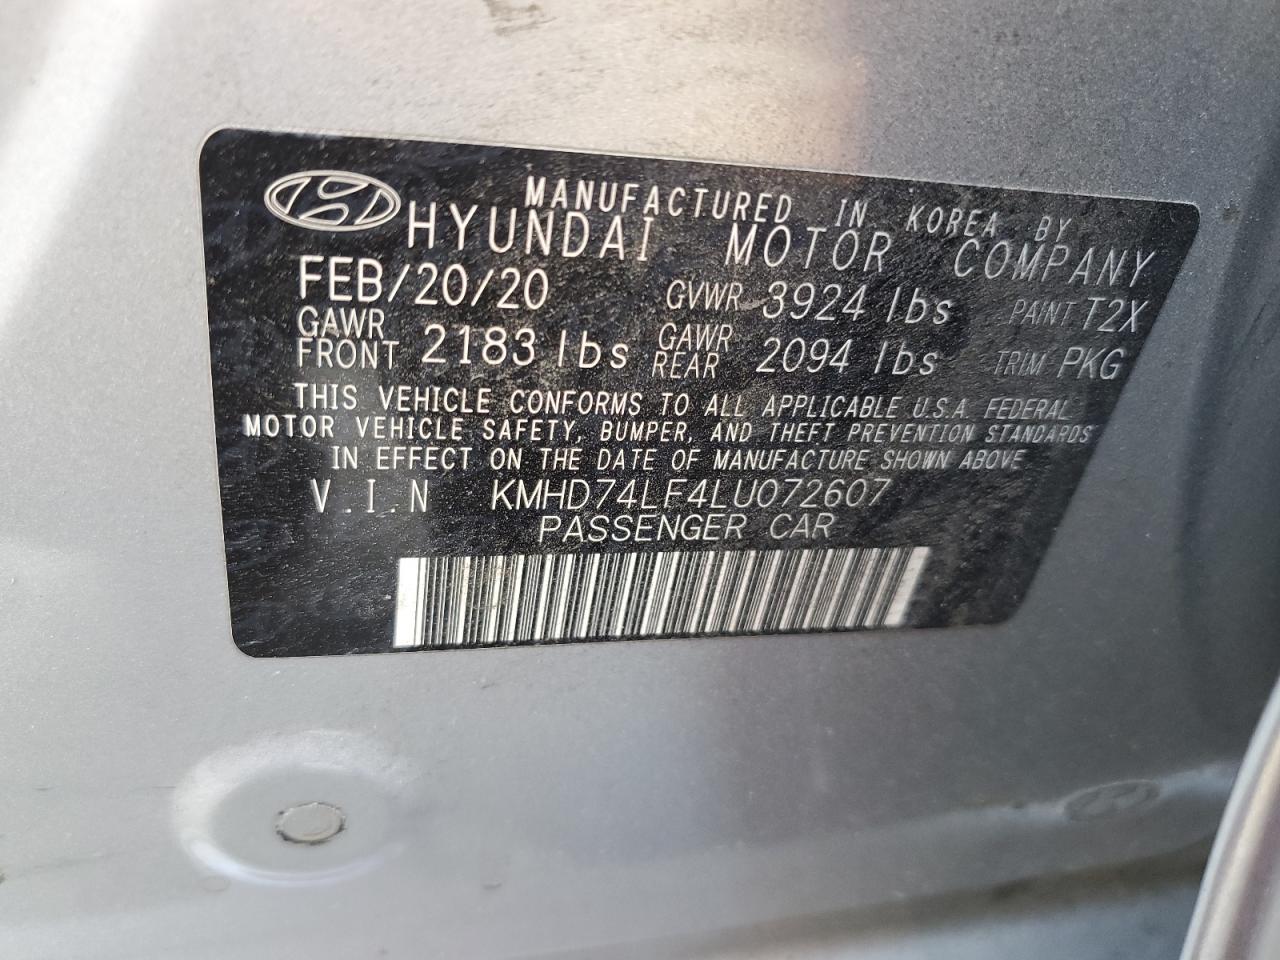 MANUFACTURED IN KOREA BY
HYUNDAI MOTOR COMPANY
FEB/20/20 GVWR 3924 lbs PAINT T2X
GAWR FRONT 2183 lbs GAWR REAR 2094 lbs TRIM PKG
THIS VEHICLE CONFORMS TO ALL APPLICABLE U.S.A. FEDERAL
MOTOR VEHICLE SAFETY, BUMPER, AND THEFT PREVENTION STANDARDS
IN EFFECT ON THE DATE OF MANUFACTURE SHOWN ABOVE
V.I.N KMHD74LF4LU072607
PASSENGER CAR